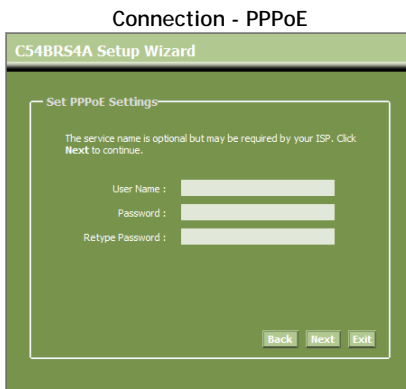 Connection - PPPoE
C54BRS4A Setup Wizard
Set PPPoE Settings
The service name is optional but may be required by your ISP. Click
Next to continue.
User Name :
Password :
Retype Password :
Back Next Exit